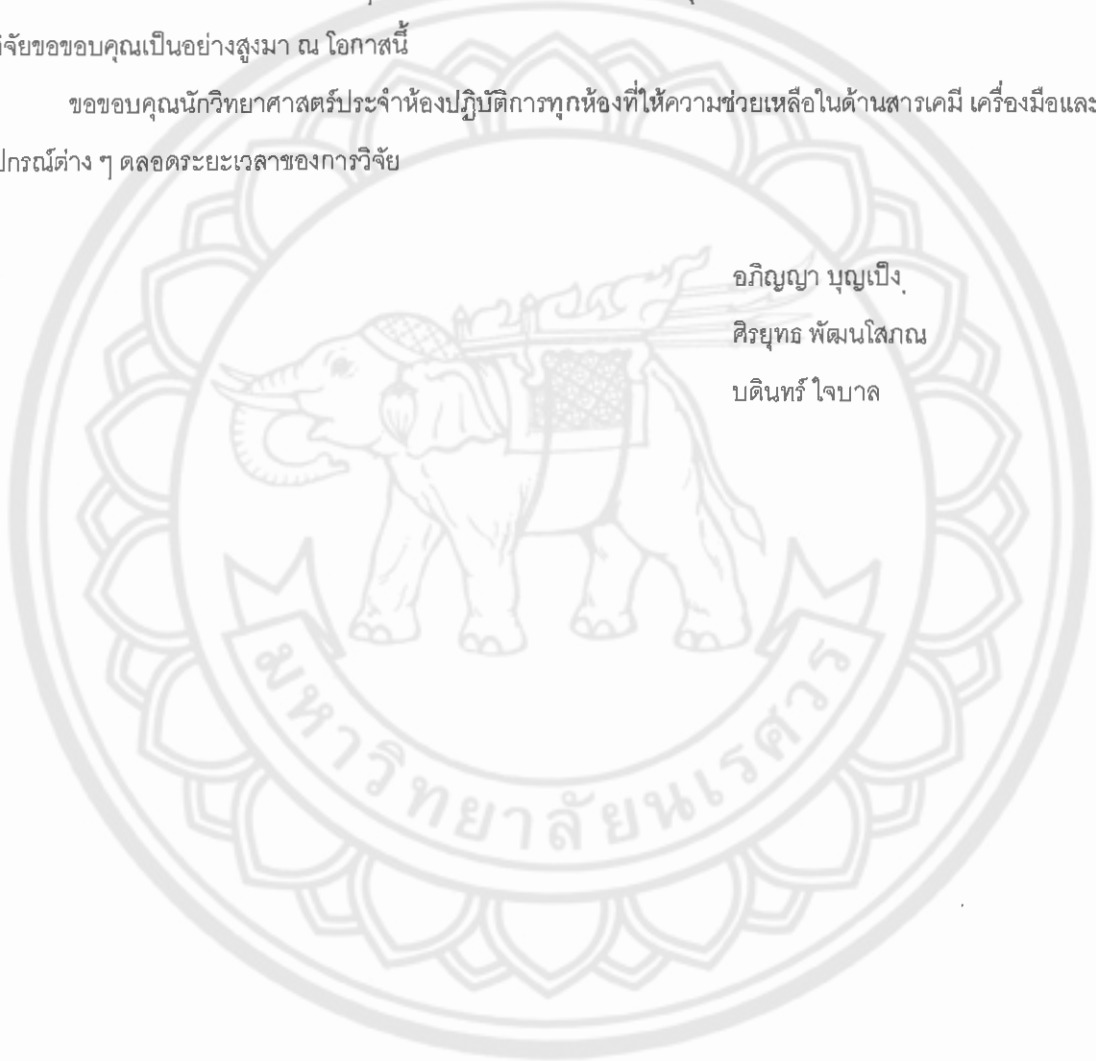 ิจัยขอขอบคุณเป็นอย่างสูงมา ณ โอกาสนี้
ขอขอบคุณนักวิทยาศาสตร์ประจำห้องปฏิบัติการทุกห้องที่ให้ความช่วยเหลือในด้านสารเคมี เครื่องมือและ
ปกรณ์ต่าง ๆ ตลอดระยะเวลาของการวิจัย
อภิญญา บุญเป็ง
ศิรยุทธ พัฒนโสภณ
บดินทร์ ใจบาล
มหาวิทยาลัยนเรศวร